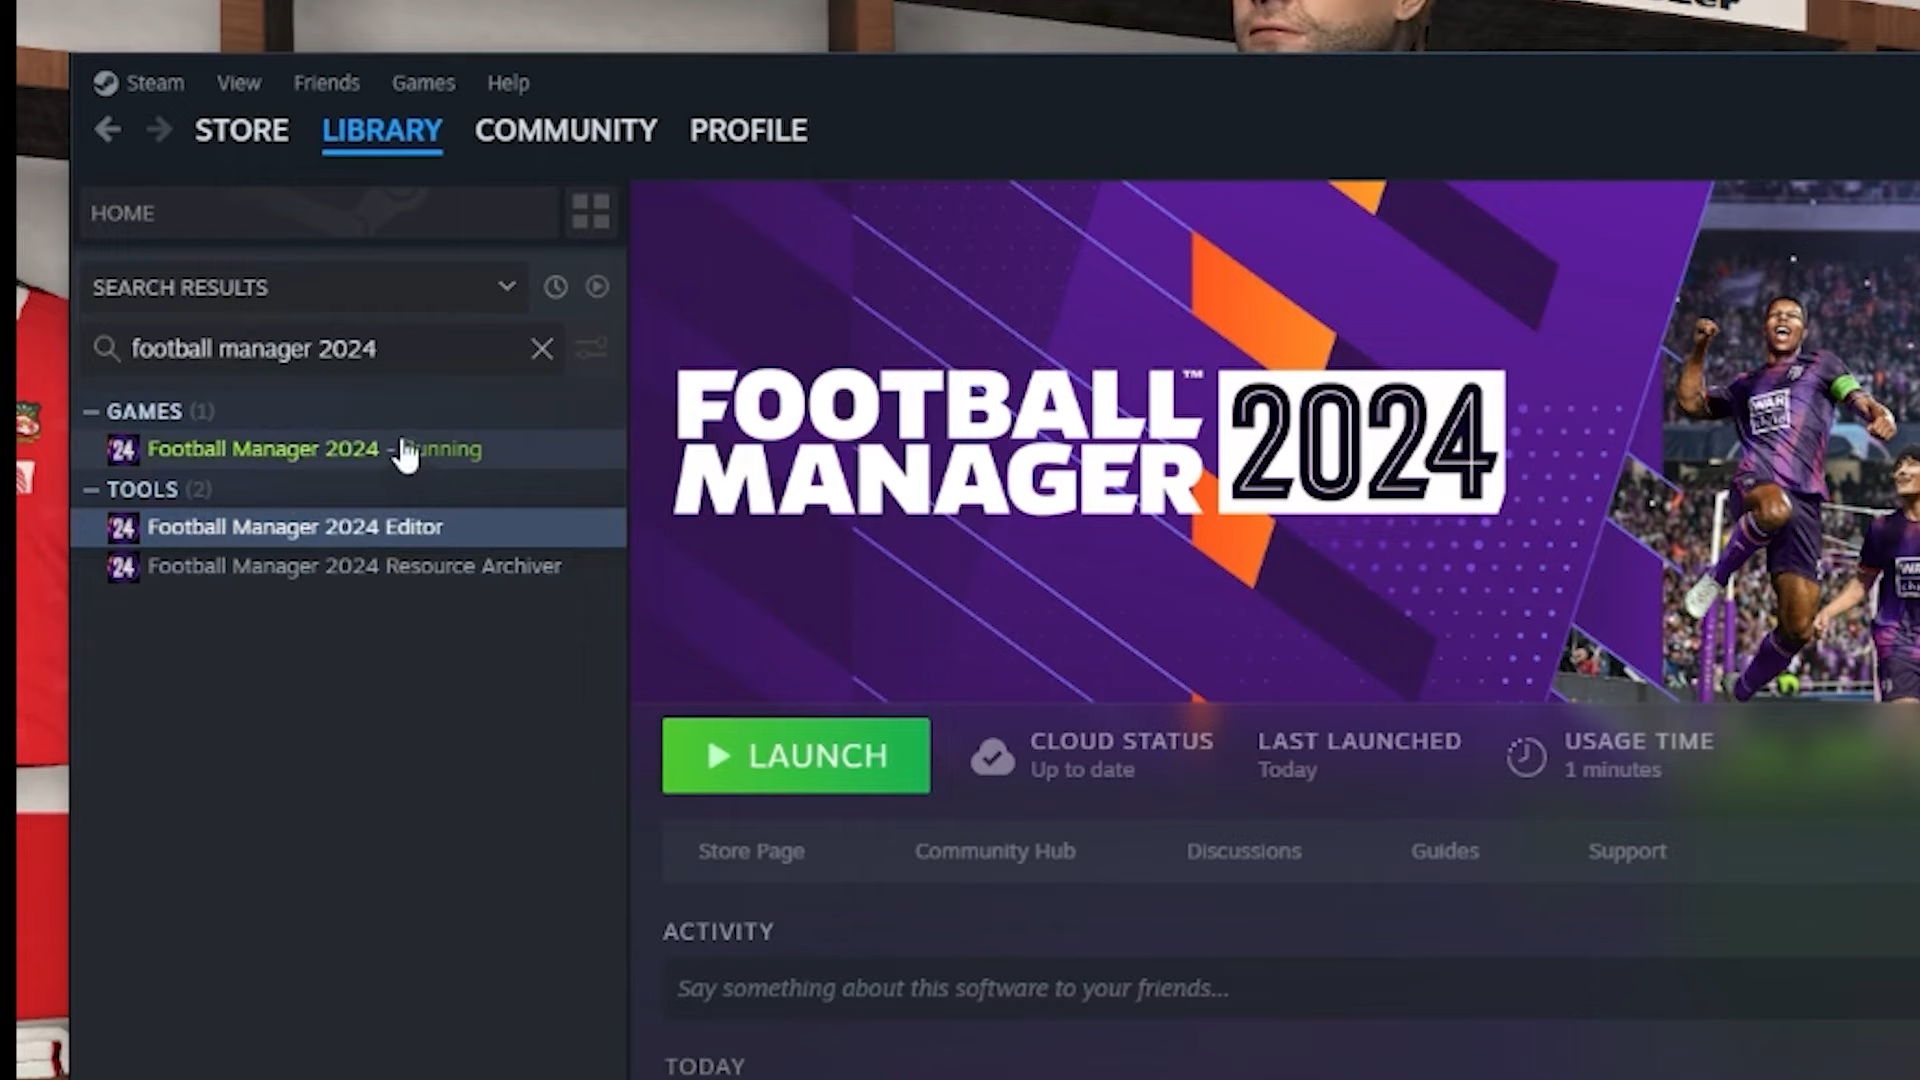 Steam View Friends Games Help
STORE LIBRARY COMMUNITY PROFILE
HOME
SEARCH RESULTS
football manager 2024
GAMES (1)
24 Football Manager 2024 -
TOOLS (2)
24 Football Manager 2024 Editor
24 Football Manager 2024 Resource Archiver
FOOTBALL™
MANAGER 2024
WAR
LAUNCH
CLOUD STATUS
Up to date
LAST LAUNCHED
Today
USAGE TIME
1 minutes
Store Page Community Hub Discussions Guides Support
ACTIVITY
Say something about this software to your friends...
TODAY